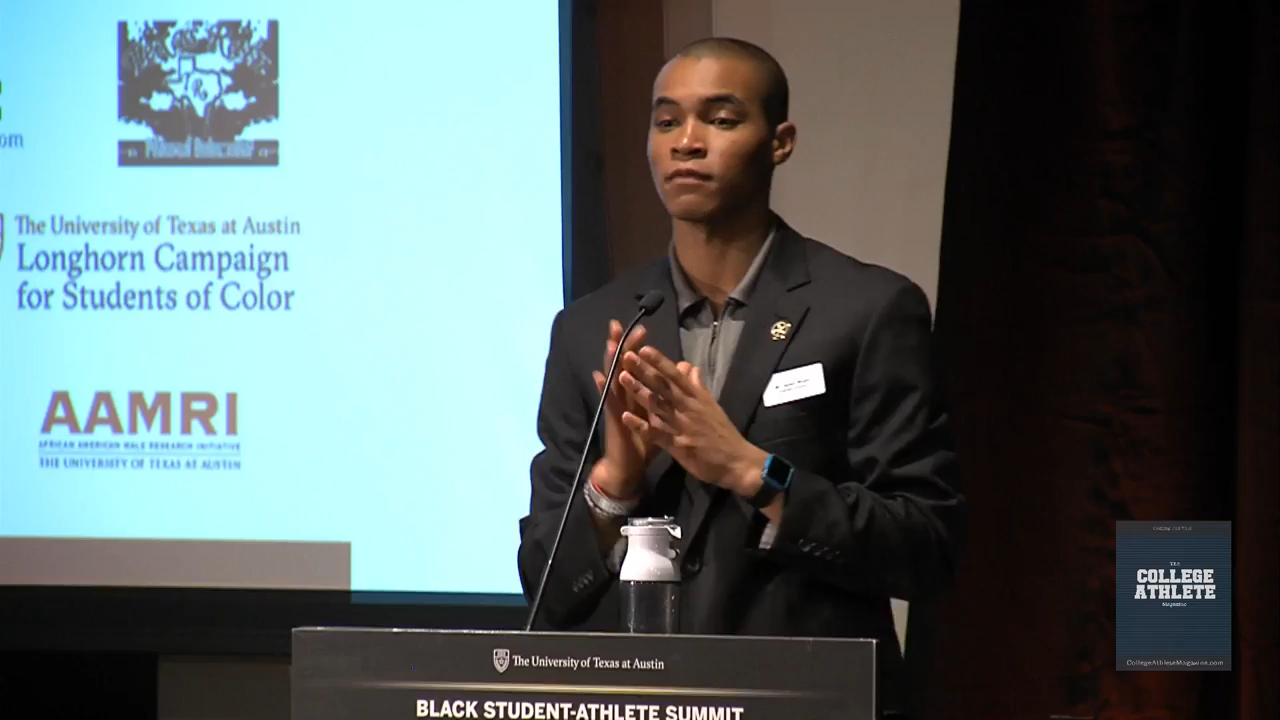 om
The University of Texas at Austin
Longhorn Campaign
for Students of Color
AAMRI
AFRICAN AMERICAN MALE RESEARCH INITIATIVE
THE UNIVERSITY OF TEXAS AT AUSTIN
The University of Texas at Austin
BLACK STUDENT-ATHLETE SUMMIT
THE
COLLEGE
ATHLETE
Magazine
CollegeAthleteMagazine.com